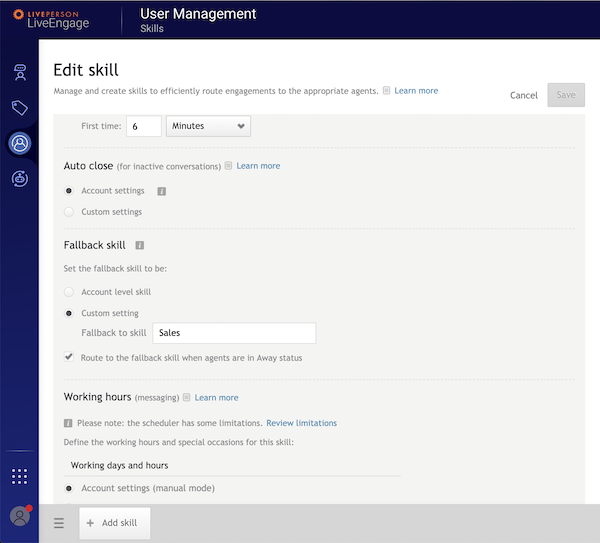 LIVEPERSON
LiveEngage
User Management
Skills
Edit skill
Manage and create skills to efficiently route engagements to the appropriate agents. Learn more
Cancel
Save
First time: 6 Minutes
Auto close (for inactive conversations) Learn more
Account settings
Custom settings
Fallback skill
Set the fallback skill to be:
Account level skill
Custom setting
Fallback to skill Sales
Route to the fallback skill when agents are in Away status
Working hours (messaging) Learn more
Please note: the scheduler has some limitations. Review limitations
Define the working hours and special occasions for this skill:
Working days and hours
Account settings (manual mode)
+ Add skill